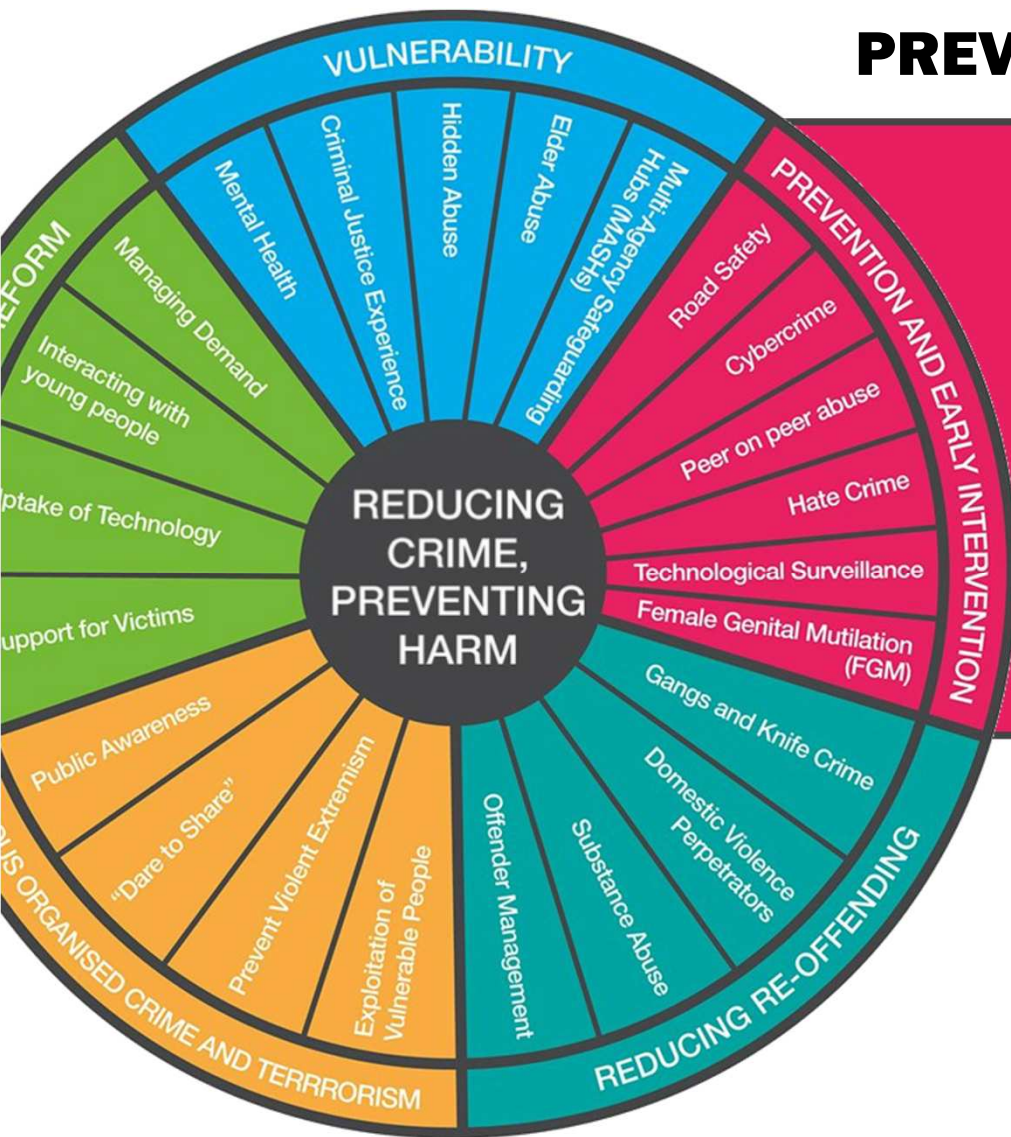 PREV
VULNERABILITY
Mental Health
Criminal Justice Experience
Hidden Abuse
Elder Abuse
Multi-Agency Safeguarding
Hubs (MASHs)
PREVENTION AND EARLY INTERVENTION
Road Safety
Cybercrime
Peer on peer abuse
Hate Crime
Technological Surveillance
Female Genital Mutilation
(FGM)
REDUCING RE-OFFENDING
Gangs and Knife Crime
Domestic Violence
Perpetrators
Substance Abuse
Offender Management
OUS ORGANISED CRIME AND TERRRORISM
Exploitation of
Vulnerable People
Prevent Violent Extremism
“Dare to Share”
Public Awareness
EFORM
upport for Victims
ptake of Technology
Interacting with
young people
Managing Demand
REDUCING
CRIME,
PREVENTING
HARM